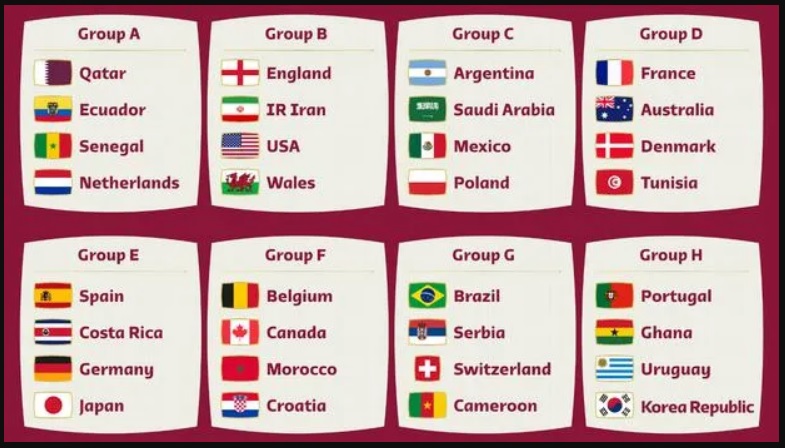 Group A
Qatar
Ecuador
Senegal
Netherlands
Group B
England
IR Iran
USA
Wales
Group C
Argentina
Saudi Arabia
Mexico
Poland
Group D
France
Australia
Denmark
Tunisia
Group E
Spain
Costa Rica
Germany
Japan
Group F
Belgium
Canada
Morocco
Croatia
Group G
Brazil
Serbia
Switzerland
Cameroon
Group H
Portugal
Ghana
Uruguay
Korea Republic